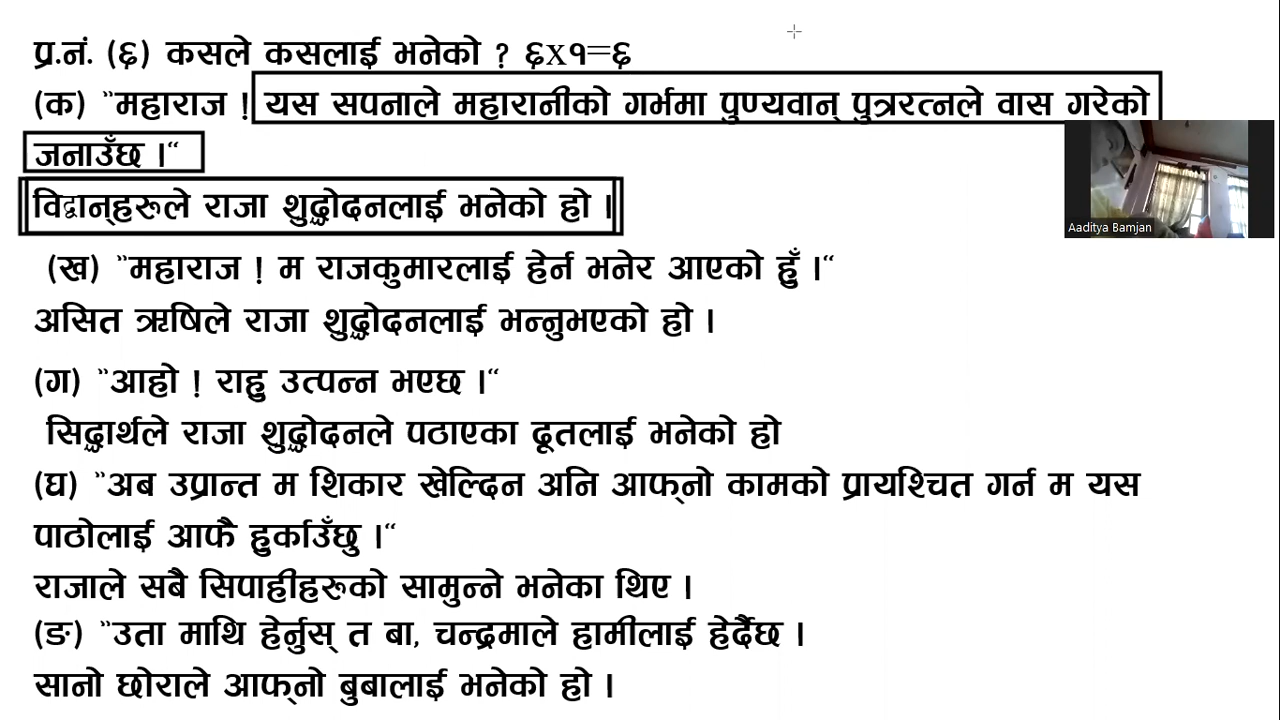 प्र.नं. (६) कसले कसलाई भनेको ? ६x१=६
(क) ”महाराज ! यस सपनाले महारानीको गर्भमा पुण्यवान् पुत्ररत्नले वास गरेको
जनाउँछ ।“
विद्वान्हरूले राजा शुद्धोदनलाई भनेको हो ।
Aaditya Bamjan
(ख) ”महाराज ! म राजकुमारलाई हेर्न भनेर आएको हुँ ।“
असित ऋषिले राजा शुद्धोदनलाई भन्नुभएको हो ।
(ग) ”आहो ! राहु उत्पन्न भएछ ।“
सिद्धार्थले राजा शुद्धोदनले पठाएका दूतलाई भनेको हो
(घ) ”अब उप्रान्त म शिकार खेल्दिन अनि आफ्नो कामको प्रायश्चित गर्न म यस
पाठोलाई आफै हुर्काउँछु ।“
राजाले सबै सिपाहीहरूको सामुन्ने भनेका थिए ।
(ङ) ”उता माथि हेर्नुस् त बा, चन्द्रमाले हामीलाई हेर्दैछ ।
सानो छोराले आफ्नो बुबालाई भनेको हो ।